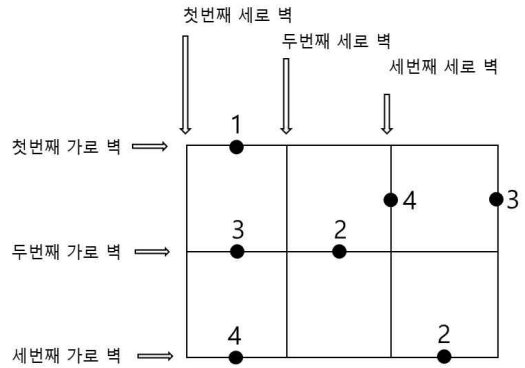 첫번째 세로 벽
두번째 세로 벽
세번째 세로 벽
1
첫번째 가로 벽
4
3
3
2
두번째 가로 벽
4
2
세번째 가로 벽